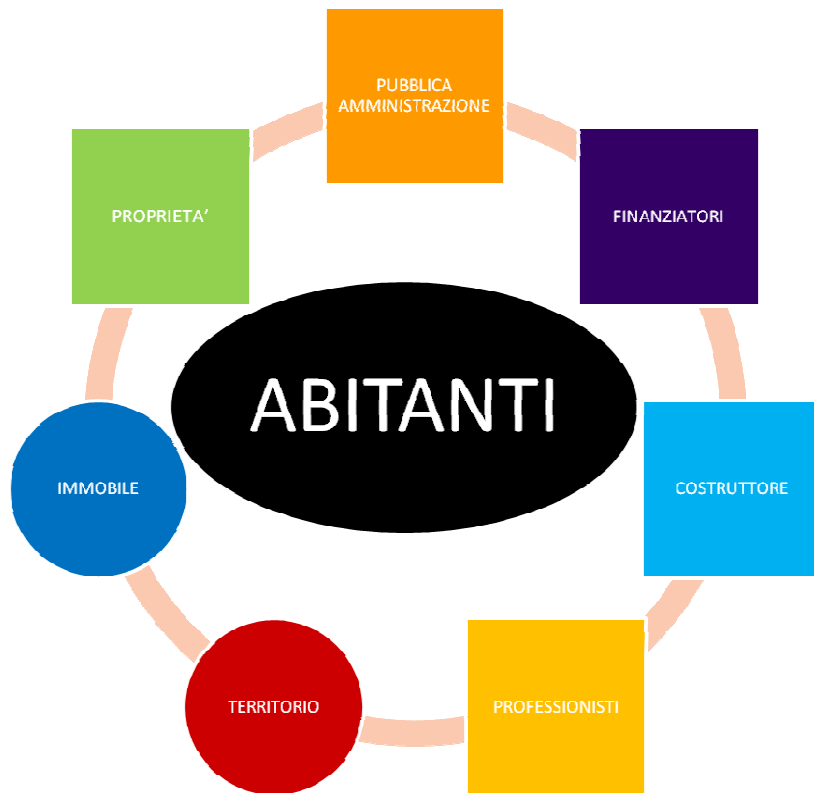 PUBBLICA
AMMINISTRAZIONE
PROPRIETA’
FINANZIATORI
ABITANTI
IMMOBILE
COSTRUTTORE
TERRITORIO
PROFESSIONISTI